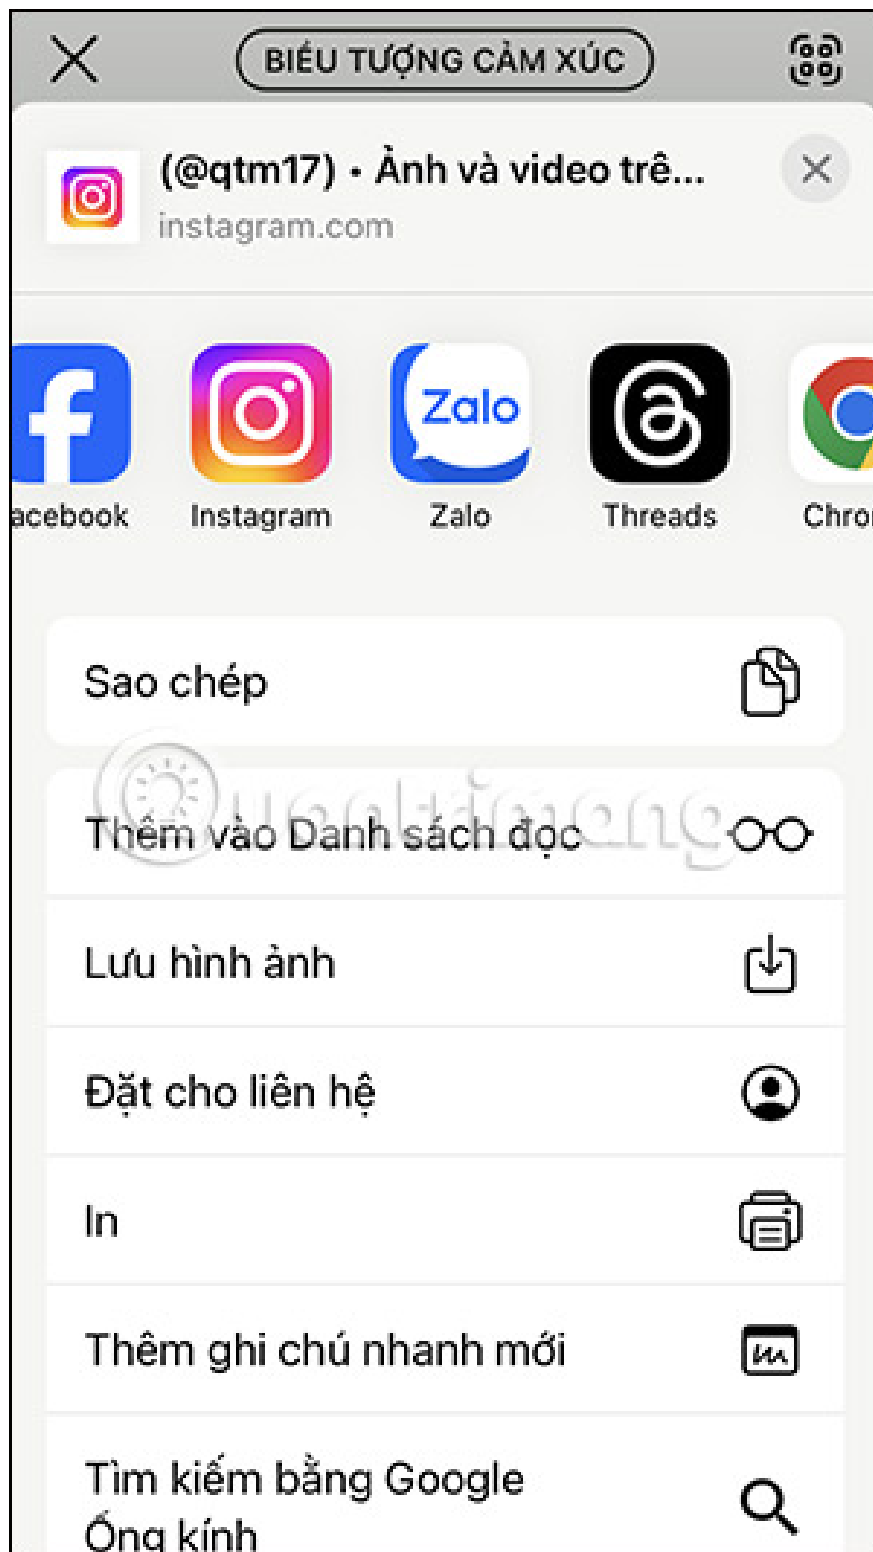 BIỂU TƯỢNG CẢM XÚC
(@qtm17) • Ảnh và video trê...
instagram.com
Zalo
acebook Instagram Zalo Threads Chro
Sao chép
Quantrimang
Thêm vào Danh sách đọc
Lưu hình ảnh
Đặt cho liên hệ
In
Thêm ghi chú nhanh mới
Tìm kiếm bằng Google
Ống kính